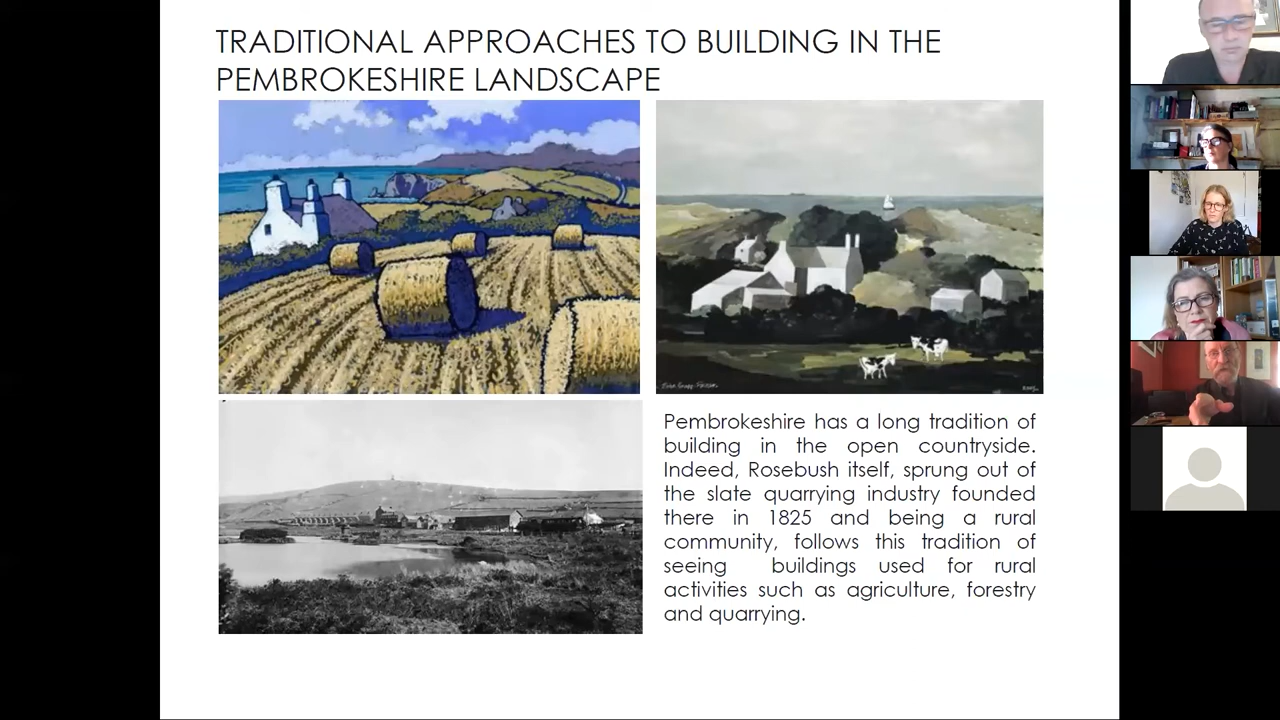 TRADITIONAL APPROACHES TO BUILDING IN THE
PEMBROKESHIRE LANDSCAPE
Pembrokeshire has a long tradition of
building in the open countryside.
Indeed, Rosebush itself, sprung out of
the slate quarrying industry founded
there in 1825 and being a rural
community, follows this tradition of
seeing buildings used for rural
activities such as agriculture, forestry
and quarrying.